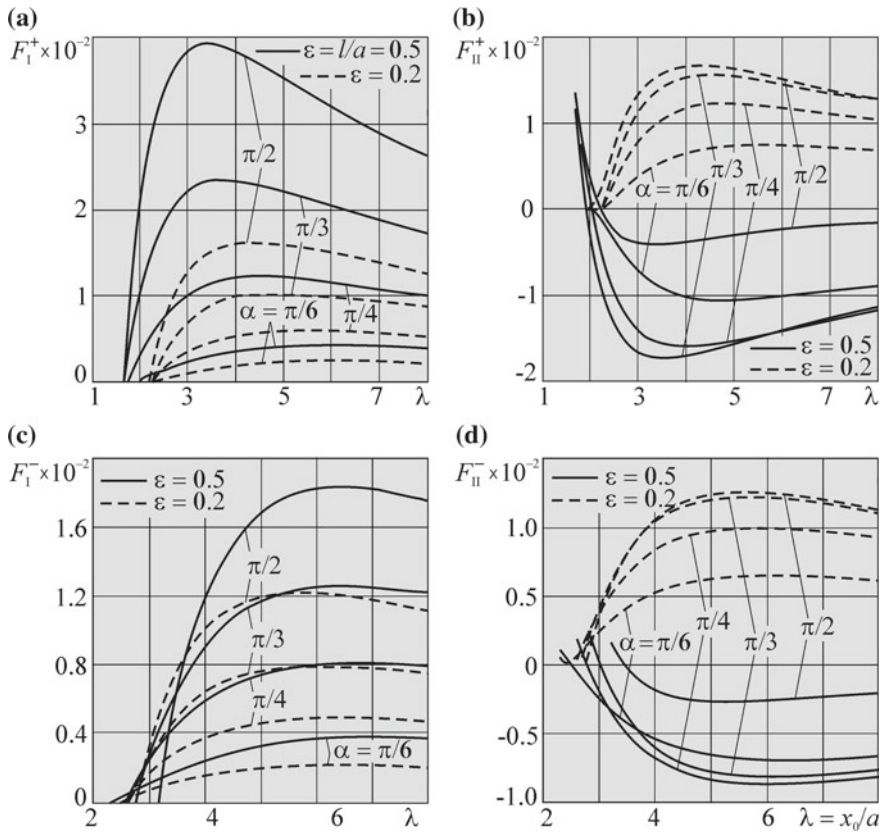 (a)
F_I^+ × 10^-2
ε = l/a = 0.5
ε = 0.2
3
2
1
0
π/2
π/3
π/4
α = π/6
1
3
5
7
λ
(b)
F_II^+ × 10^-2
1
0
-1
-2
π/2
π/3
π/4
α = π/6
ε = 0.5
ε = 0.2
1
3
5
7
λ
(c)
F_I^- × 10^-2
ε = 0.5
ε = 0.2
1.6
1.2
0.8
0.4
0
π/2
π/3
π/4
α = π/6
2
4
6
λ
(d)
F_II^- × 10^-2
ε = 0.5
ε = 0.2
1.0
0.5
0
-0.5
-1.0
π/4
π/2
α = π/6
π/3
2
4
6
λ = x_0/a